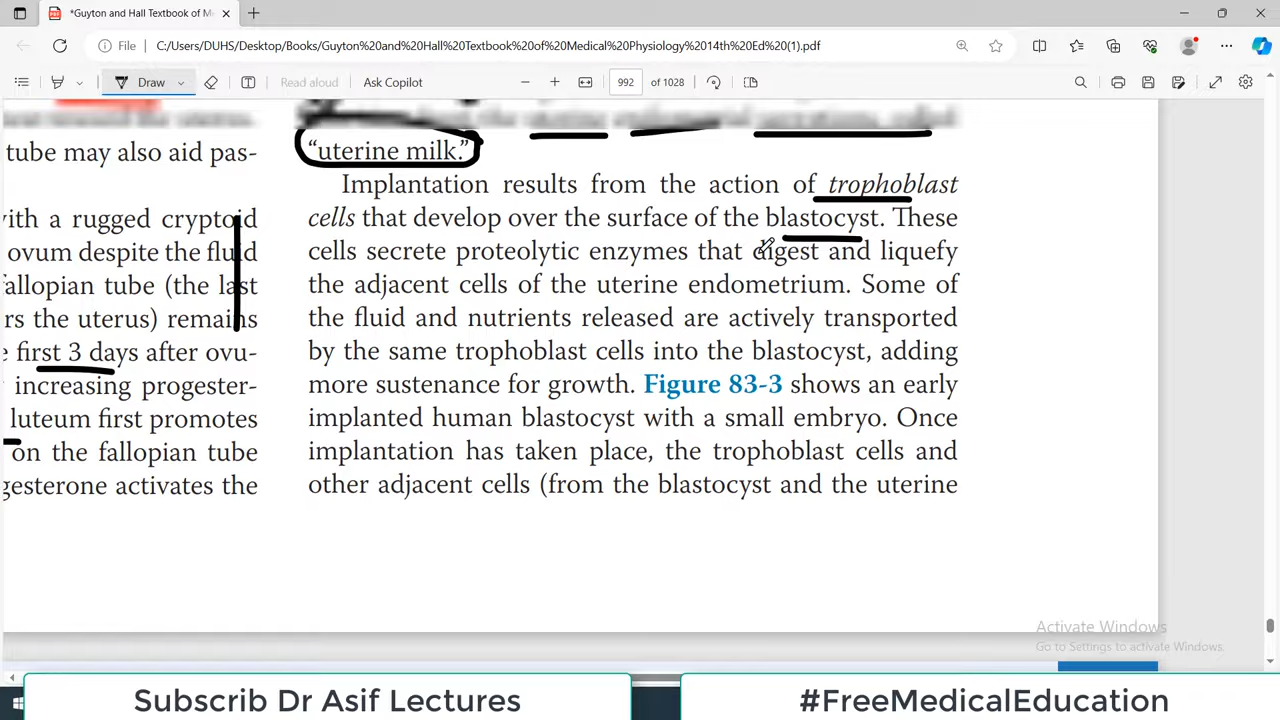 *Guyton and Hall Textbook of M
File
C:/Users/DUHS/Desktop/Books/Guyton%20and%20Hall%20Textbook%20of%20Medical%20Physiology%2014th%20Ed%20(1).pdf
Draw
Read aloud
Ask Copilot
992 of 1028
tube may also aid pas-
with a rugged cryptoid
ovum despite the fluid
fallopian tube (the last
rs the uterus) remains
first 3 days after ovu-
increasing progester-
luteum first promotes
on the fallopian tube
gesterone activates the
uterine endometrial secretions, called
“uterine milk.”
Implantation results from the action of trophoblast
cells that develop over the surface of the blastocyst. These
cells secrete proteolytic enzymes that digest and liquefy
the adjacent cells of the uterine endometrium. Some of
the fluid and nutrients released are actively transported
by the same trophoblast cells into the blastocyst, adding
more sustenance for growth. Figure 83-3 shows an early
implanted human blastocyst with a small embryo. Once
implantation has taken place, the trophoblast cells and
other adjacent cells (from the blastocyst and the uterine
Activate Windows
Go to Settings to activate Windows.
Subscrib Dr Asif Lectures
#FreeMedicalEducation